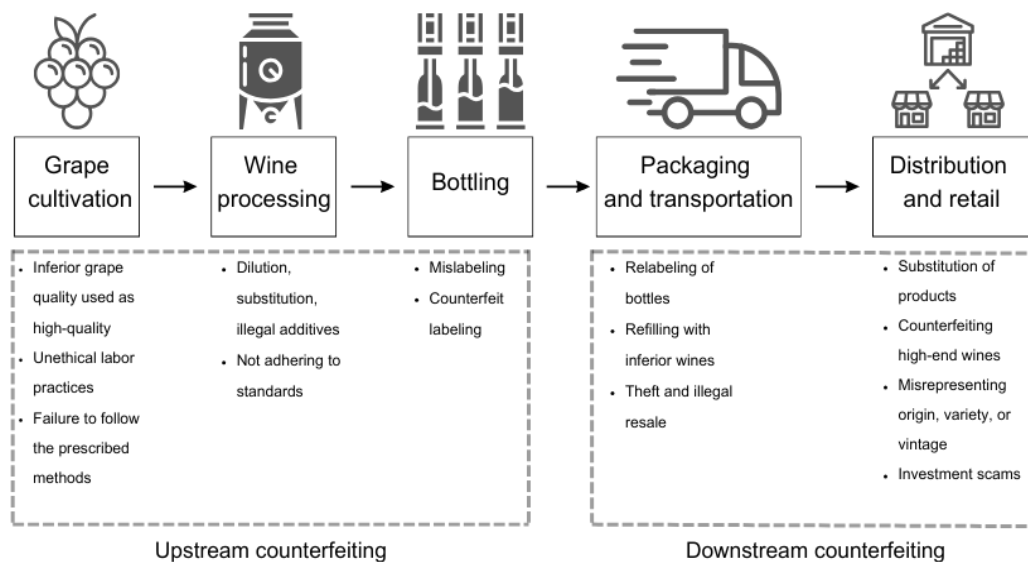 Grape
cultivation
Wine
processing
Bottling
Packaging
and transportation
Distribution
and retail
• Inferior grape
quality used as
high-quality
• Unethical labor
practices
• Failure to follow
the prescribed
methods
• Dilution,
substitution,
illegal additives
• Not adhering to
standards
• Mislabeling
• Counterfeit
labeling
• Relabeling of
bottles
• Refilling with
inferior wines
• Theft and illegal
resale
• Substitution of
products
• Counterfeiting
high-end wines
• Misrepresenting
origin, variety, or
vintage
• Investment scams
Upstream counterfeiting
Downstream counterfeiting